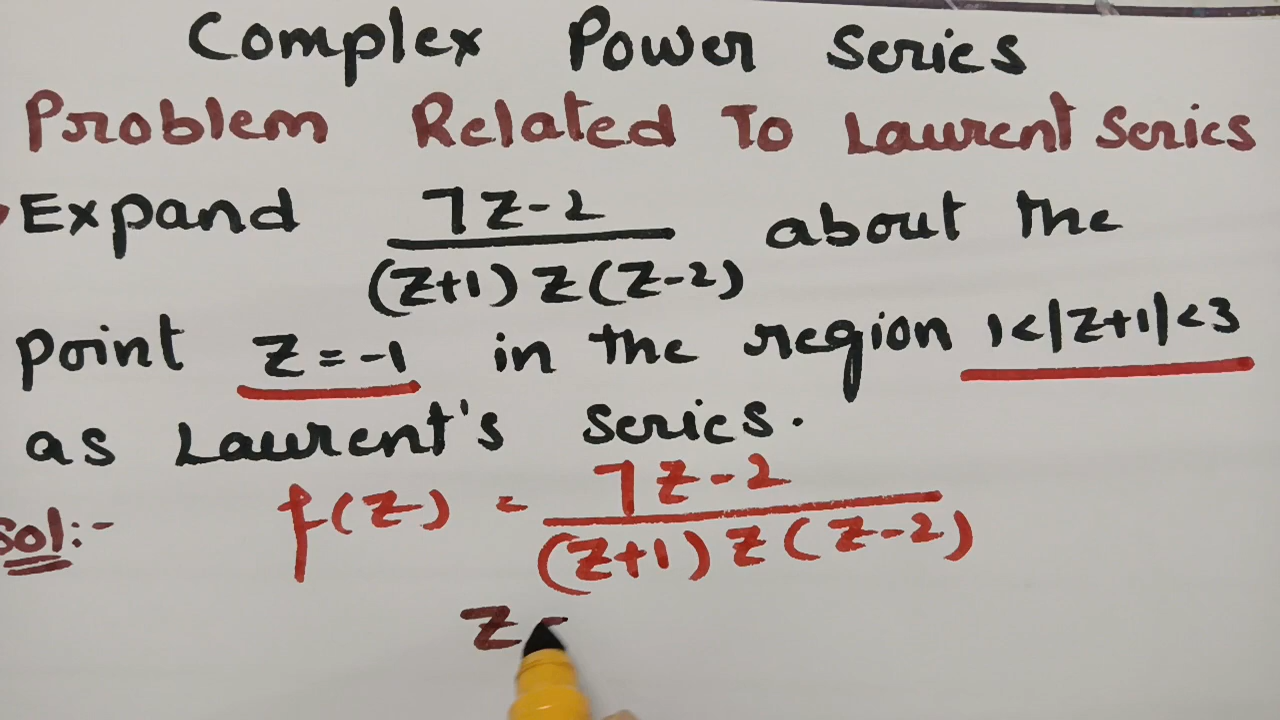 Complex Power Series
Problem Related To Laurent Series
Expand 7z-2 / (z+1) z (z-2) about the
point z = -1 in the region 1<|z+1|<3
as Laurent's series.
Sol:- f(z) = 7z-2 / (z+1) z (z-2)
z